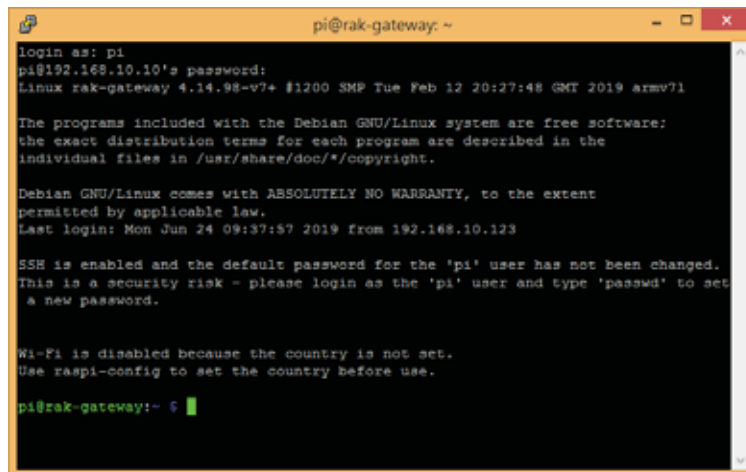 pi@rak-gateway: ~
login as: pi
pi@192.168.10.10's password:
Linux rak-gateway 4.14.98-v7+ #1200 SMP Tue Feb 12 20:27:48 GMT 2019 armv7l
The programs included with the Debian GNU/Linux system are free software;
the exact distribution terms for each program are described in the
individual files in /usr/share/doc/*/copyright.
Debian GNU/Linux comes with ABSOLUTELY NO WARRANTY, to the extent
permitted by applicable law.
Last login: Mon Jun 24 09:37:57 2019 from 192.168.10.123
SSH is enabled and the default password for the 'pi' user has not been changed.
This is a security risk - please login as the 'pi' user and type 'passwd' to set
a new password.
Wi-Fi is disabled because the country is not set.
Use raspi-config to set the country before use.
pi@rak-gateway:~ $